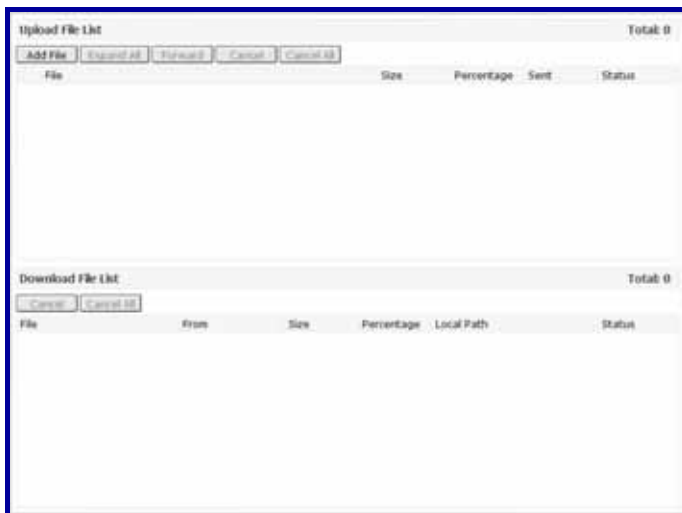 Upload File List Total: 0
Add File Expand All Forward Cancel Cancel All
File Size Percentage Sent Status
Download File List Total: 0
Cancel Cancel All
File From Size Percentage Local Path Status